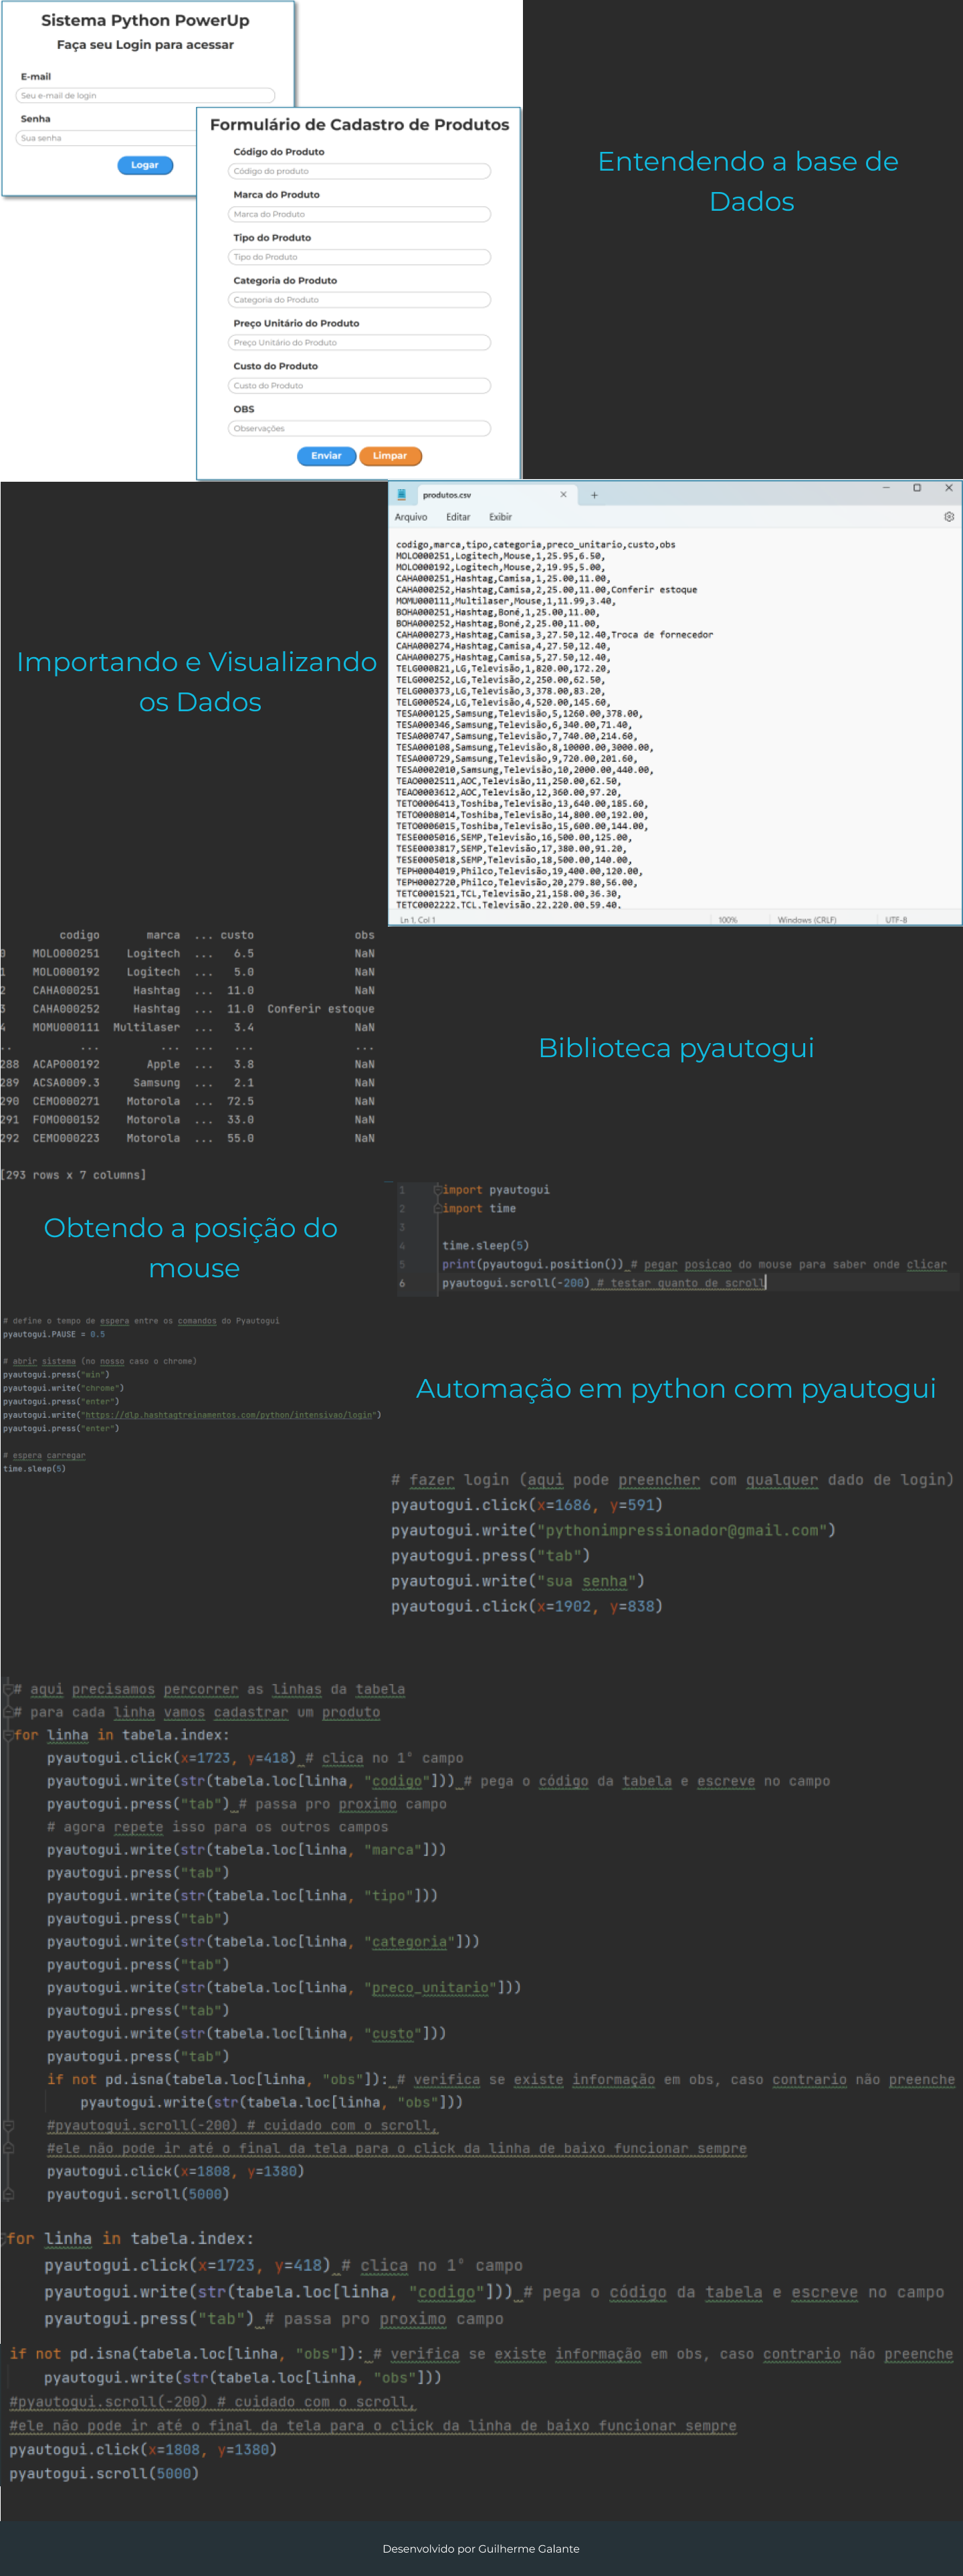 Sistema Python PowerUp
Faça seu Login para acessar
E-mail
Seu e-mail de login
Senha
Sua senha
Logar
Formulário de Cadastro de Produtos
Código do Produto
Código do produto
Marca do Produto
Marca do Produto
Tipo do Produto
Tipo do Produto
Categoria do Produto
Categoria do Produto
Preço Unitário do Produto
Preço Unitário do Produto
Custo do Produto
Custo do Produto
OBS
Observações
Enviar Limpar
Entendendo a base de
Dados
Importando e Visualizando
os Dados
produtos.csv
Arquivo Editar Exibir
codigo,marca,tipo,categoria,preco_unitario,custo,obs
MOLO000251,Logitech,Mouse,1,25.95,6.50,
MOLO000192,Logitech,Mouse,2,19.95,5.00,
CAHA000251,Hashtag,Camisa,1,25.00,11.00,
CAHA000252,Hashtag,Camisa,2,25.00,11.00,Conferir estoque
MOMU000111,Multilaser,Mouse,1,11.99,3.40,
BOHA000251,Hashtag,Boné,1,25.00,11.00,
BOHA000252,Hashtag,Boné,2,25.00,11.00,
CAHA000273,Hashtag,Camisa,3,27.50,12.40,Troca de fornecedor
CAHA000274,Hashtag,Camisa,4,27.50,12.40,
CAHA000275,Hashtag,Camisa,5,27.50,12.40,
TELG000821,LG,Televisão,1,820.00,172.20,
TELG000252,LG,Televisão,2,250.00,62.50,
TELG000373,LG,Televisão,3,378.00,83.20,
TELG000524,LG,Televisão,4,520.00,145.60,
TESA000125,Samsung,Televisão,5,1260.00,378.00,
TESA000346,Samsung,Televisão,6,340.00,71.40,
TESA000747,Samsung,Televisão,7,740.00,214.60,
TESA000108,Samsung,Televisão,8,10000.00,3000.00,
TESA000729,Samsung,Televisão,9,720.00,201.60,
TESA0002010,Samsung,Televisão,10,2000.00,440.00,
TEAO0002511,AOC,Televisão,11,250.00,62.50,
TEAO0003612,AOC,Televisão,12,360.00,97.20,
TETO0006413,Toshiba,Televisão,13,640.00,185.60,
TETO0008014,Toshiba,Televisão,14,800.00,192.00,
TETO0006015,Toshiba,Televisão,15,600.00,144.00,
TESE0005016,SEMP,Televisão,16,500.00,125.00,
TESE0003817,SEMP,Televisão,17,380.00,91.20,
TESE0005018,SEMP,Televisão,18,500.00,140.00,
TEPH0004019,Philco,Televisão,19,400.00,120.00,
TEPH0002720,Philco,Televisão,20,279.80,56.00,
TETC0001521,TCL,Televisão,21,158.00,36.30,
TETC0002222,TCL,Televisão,22,220.00,59.40,
Ln 1, Col 1 100% Windows (CRLF) UTF-8
codigo marca ... custo obs
0 MOLO000251 Logitech ... 6.5 NaN
1 MOLO000192 Logitech ... 5.0 NaN
2 CAHA000251 Hashtag ... 11.0 NaN
3 CAHA000252 Hashtag ... 11.0 Conferir estoque
4 MOMU000111 Multilaser ... 3.4 NaN
.. ... ... ... ... ...
288 ACAP000192 Apple ... 3.8 NaN
289 ACSA0009.3 Samsung ... 2.1 NaN
290 CEMO000271 Motorola ... 72.5 NaN
291 FOMO000152 Motorola ... 33.0 NaN
292 CEMO000223 Motorola ... 55.0 NaN
[293 rows x 7 columns]
Biblioteca pyautogui
Obtendo a posição do
mouse
1 import pyautogui
2 import time
3
4 time.sleep(5)
5 print(pyautogui.position()) # pegar posicao do mouse para saber onde clicar
6 pyautogui.scroll(-200) # testar quanto de scroll
# define o tempo de espera entre os comandos do Pyautogui
pyautogui.PAUSE = 0.5
# abrir sistema (no nosso caso o chrome)
pyautogui.press("win")
pyautogui.write("chrome")
pyautogui.press("enter")
pyautogui.write("https://dlp.hashtagtreinamentos.com/python/intensivao/login")
pyautogui.press("enter")
# espera carregar
time.sleep(5)
Automação em python com pyautogui
# fazer login (aqui pode preencher com qualquer dado de login)
pyautogui.click(x=1686, y=591)
pyautogui.write("pythonimpressionador@gmail.com")
pyautogui.press("tab")
pyautogui.write("sua senha")
pyautogui.click(x=1902, y=838)
# aqui precisamos percorrer as linhas da tabela
# para cada linha vamos cadastrar um produto
for linha in tabela.index:
pyautogui.click(x=1723, y=418) # clica no 1° campo
pyautogui.write(str(tabela.loc[linha, "codigo"])) # pega o código da tabela e escreve no campo
pyautogui.press("tab") # passa pro proximo campo
# agora repete isso para os outros campos
pyautogui.write(str(tabela.loc[linha, "marca"]))
pyautogui.press("tab")
pyautogui.write(str(tabela.loc[linha, "tipo"]))
pyautogui.press("tab")
pyautogui.write(str(tabela.loc[linha, "categoria"]))
pyautogui.press("tab")
pyautogui.write(str(tabela.loc[linha, "preco_unitario"]))
pyautogui.press("tab")
pyautogui.write(str(tabela.loc[linha, "custo"]))
pyautogui.press("tab")
if not pd.isna(tabela.loc[linha, "obs"]): # verifica se existe informação em obs, caso contrario não preenche
pyautogui.write(str(tabela.loc[linha, "obs"]))
#pyautogui.scroll(-200) # cuidado com o scroll,
#ele não pode ir até o final da tela para o click da linha de baixo funcionar sempre
pyautogui.click(x=1808, y=1380)
pyautogui.scroll(5000)
for linha in tabela.index:
pyautogui.click(x=1723, y=418) # clica no 1° campo
pyautogui.write(str(tabela.loc[linha, "codigo"])) # pega o código da tabela e escreve no campo
pyautogui.press("tab") # passa pro proximo campo
if not pd.isna(tabela.loc[linha, "obs"]): # verifica se existe informação em obs, caso contrario não preenche
pyautogui.write(str(tabela.loc[linha, "obs"]))
#pyautogui.scroll(-200) # cuidado com o scroll,
#ele não pode ir até o final da tela para o click da linha de baixo funcionar sempre
pyautogui.click(x=1808, y=1380)
pyautogui.scroll(5000)
Desenvolvido por Guilherme Galante